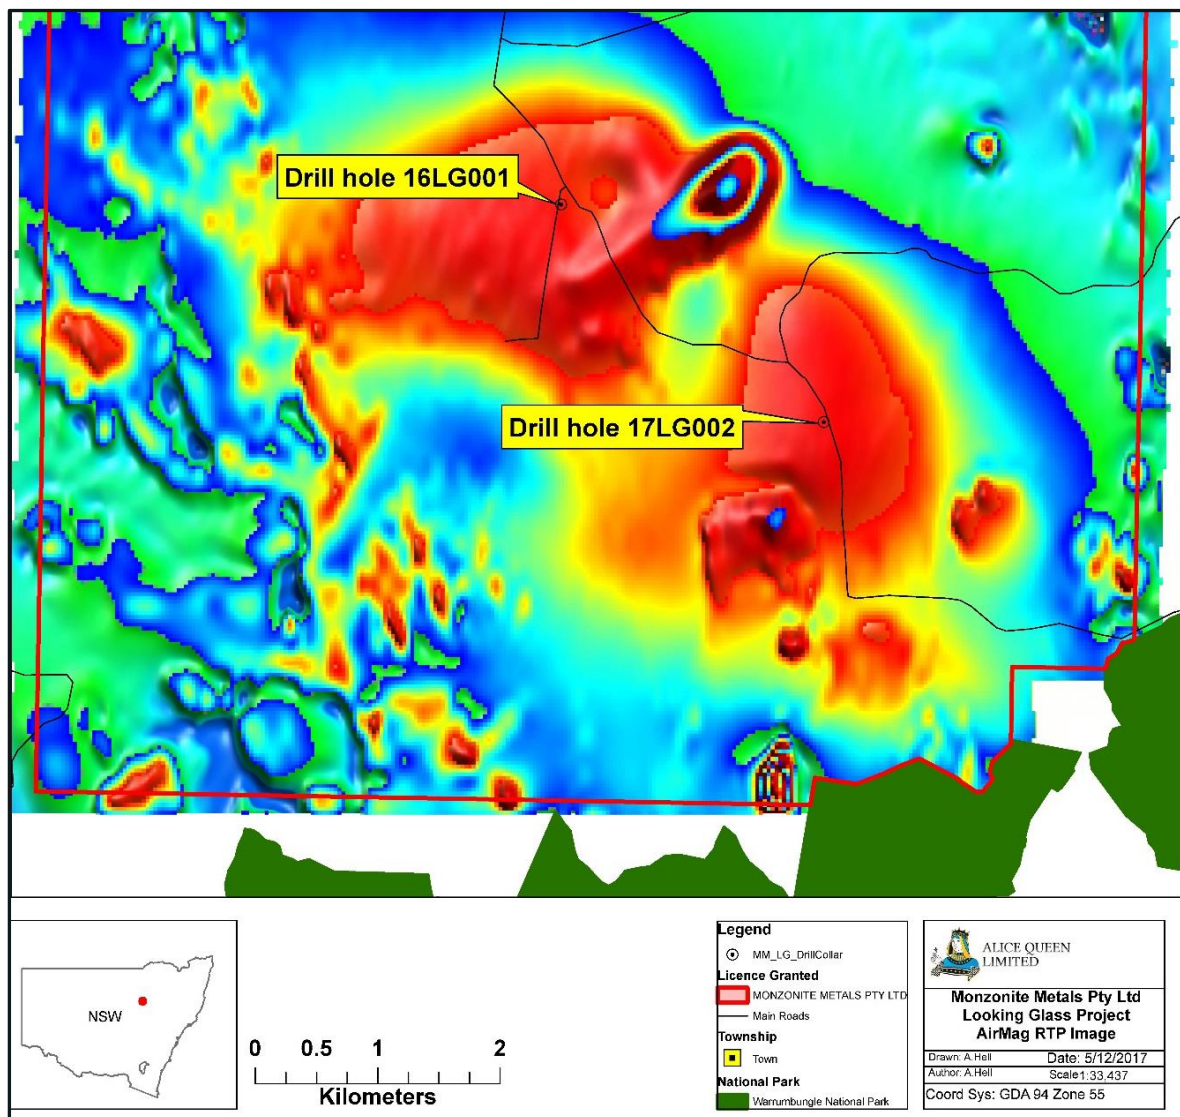 Drill hole 16LG001
Drill hole 17LG002
NSW
0 0.5 1 2
Kilometers
Legend
MM_LG_DrillCollar
Licence Granted
MONZONITE METALS PTY LTD
Main Roads
Township
Town
National Park
Warrumbungle National Park
ALICE QUEEN
LIMITED
Monzonite Metals Pty Ltd
Looking Glass Project
AirMag RTP Image
Drawn: A.Hell Date: 5/12/2017
Author: A.Hell Scale1:33,437
Coord Sys: GDA 94 Zone 55